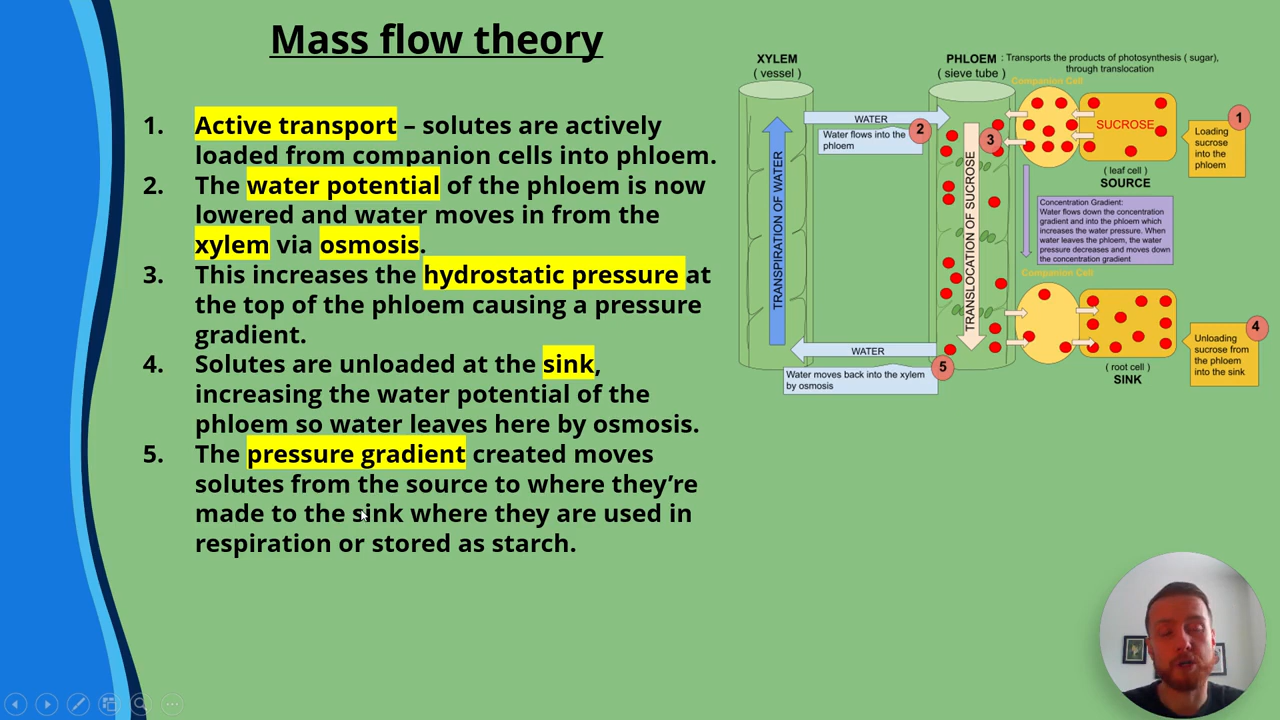 Mass flow theory
1. Active transport – solutes are actively
loaded from companion cells into phloem.
2. The water potential of the phloem is now
lowered and water moves in from the
xylem via osmosis.
3. This increases the hydrostatic pressure at
the top of the phloem causing a pressure
gradient.
4. Solutes are unloaded at the sink,
increasing the water potential of the
phloem so water leaves here by osmosis.
5. The pressure gradient created moves
solutes from the source to where they’re
made to the sink where they are used in
respiration or stored as starch.
XYLEM
( vessel )
PHLOEM : Transports the products of photosynthesis ( sugar),
( sieve tube ) through translocation
Companion Cell
WATER
Water flows into the
phloem
2
3
SUCROSE
1
Loading
sucrose
into the
phloem
( leaf cell )
SOURCE
TRANSPIRATION OF WATER
TRANSLOCATION OF SUCROSE
Concentration Gradient:
Water flows down the concentration
gradient and into the phloem which
increases the water pressure. When
water leaves the phloem, the water
pressure decreases and moves down
the concentration gradient
Companion Cell
4
Unloading
sucrose from
the phloem
into the sink
( root cell )
SINK
WATER
Water moves back into the xylem
by osmosis
5